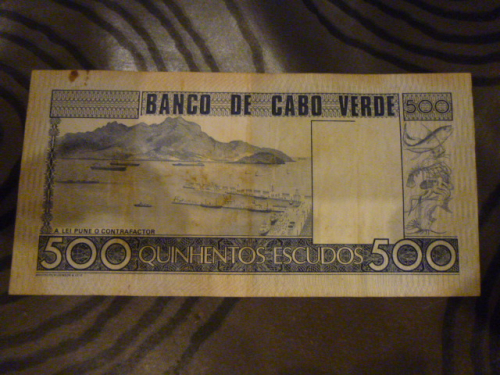 BANCO DE CABO VERDE 500
A LEI PUNE O CONTRAFACTOR
500 QUINHENTOS ESCUDOS 500